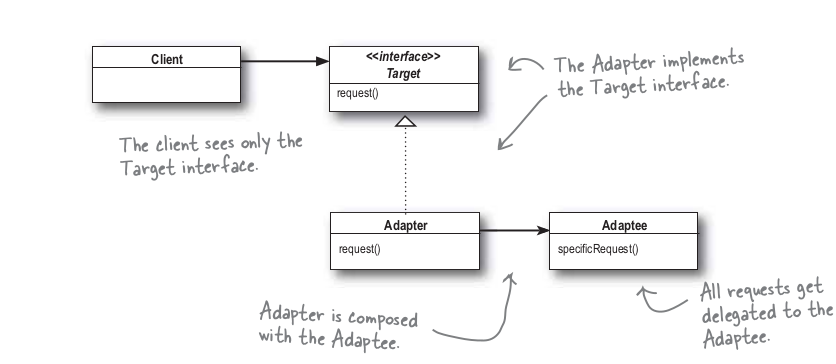 Client
<<interface>>
Target
request()
The Adapter implements
the Target interface.
The client sees only the
Target interface.
Adapter
request()
Adaptee
specificRequest()
Adapter is composed
with the Adaptee.
All requests get
delegated to the
Adaptee.